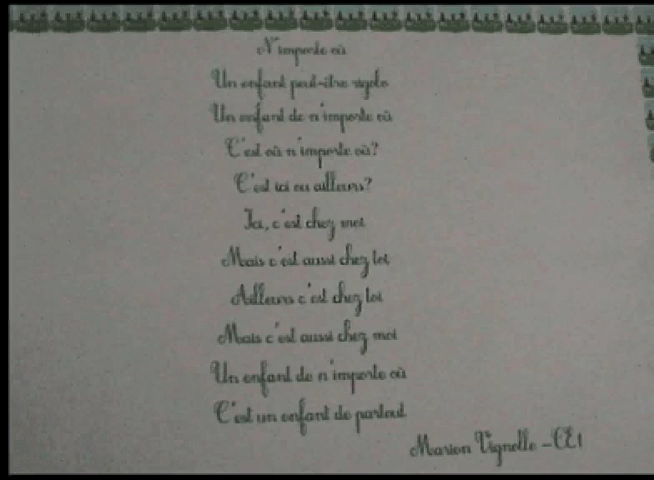 N'importe où
Un enfant peut-être rigolo
Un enfant de n'importe où
C'est où n'importe où?
C'est ici ou ailleurs?
Ici, c'est chez moi
Mais c'est aussi chez toi
Ailleurs c'est chez toi
Mais c'est aussi chez moi
Un enfant de n'importe où
C'est un enfant de partout
Marion Vignolle - CE1